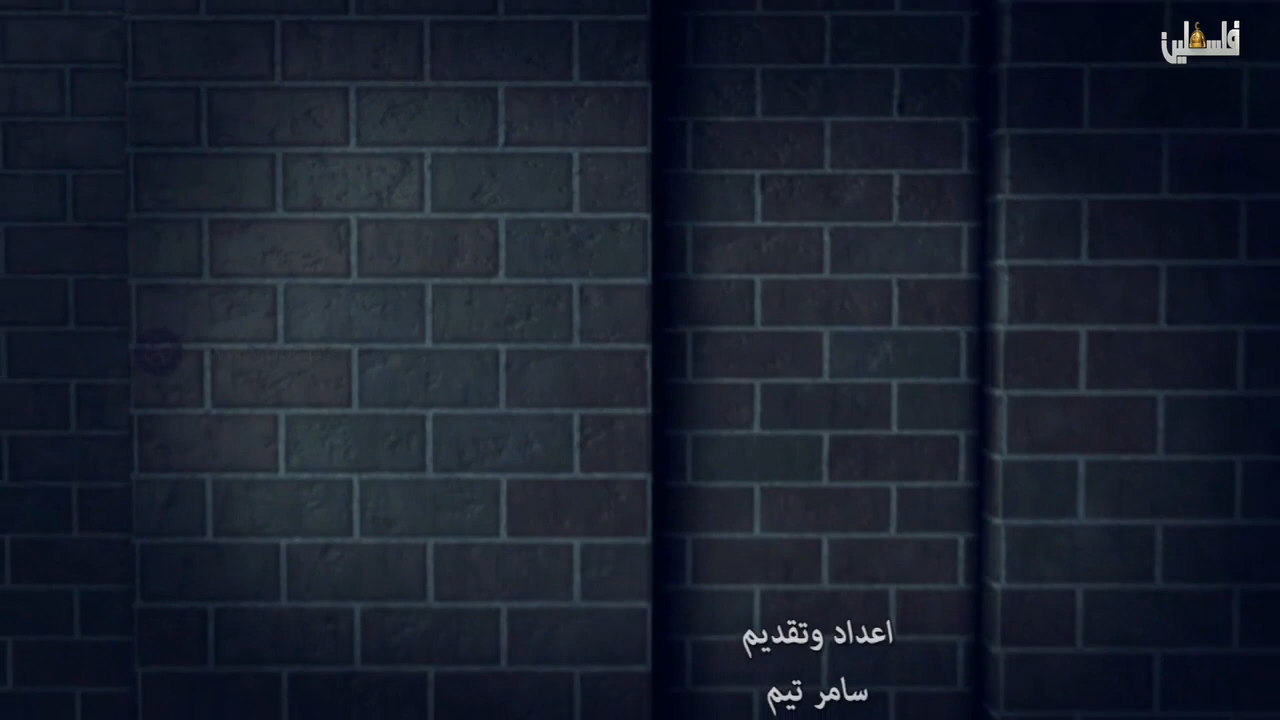 فلسطين
اعداد وتقديم
سامر تيم